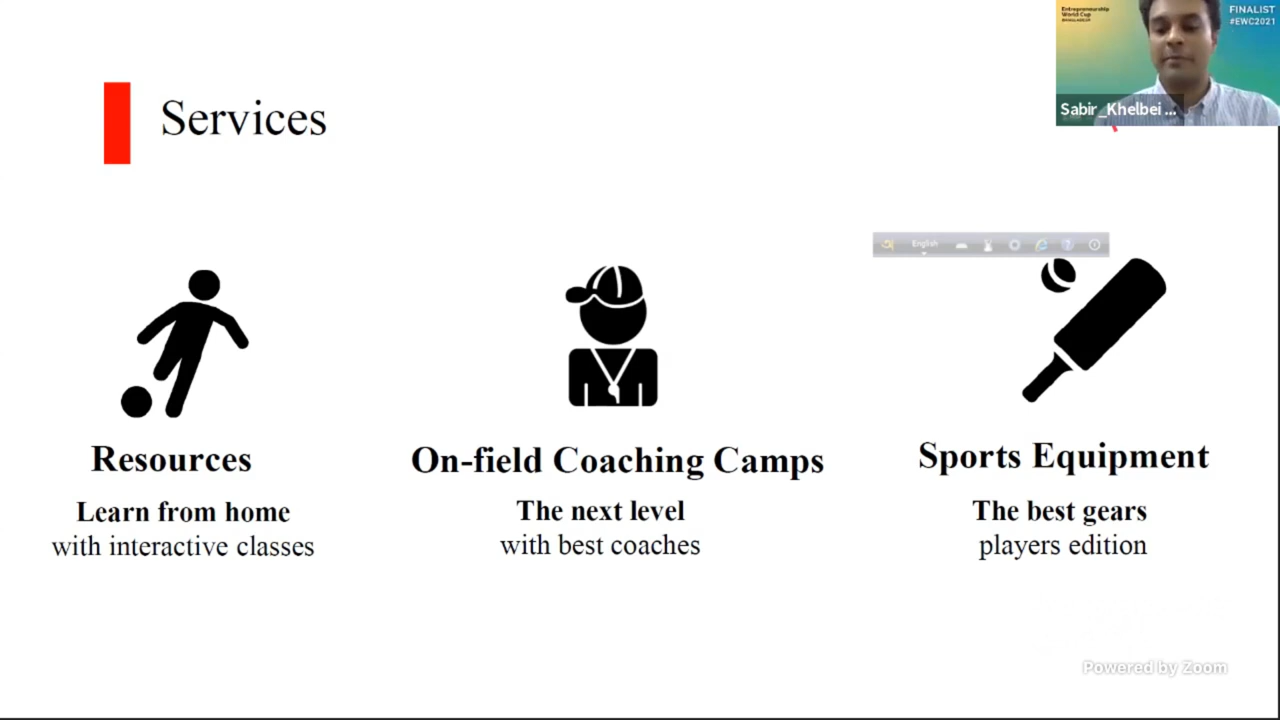 Entrepreneurship
World Cup
BANGLADESH
FINALIST
#EWC2021
Sabir_Khelbei ...
Services
অ
English
Resources
On-field Coaching Camps
Sports Equipment
Learn from home
with interactive classes
The next level
with best coaches
The best gears
players edition
Powered by Zoom